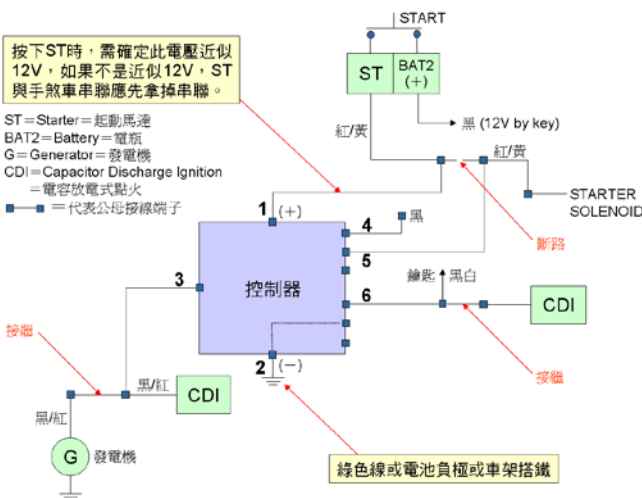 START
按下ST時，需確定此電壓近似
12V，如果不是近似12V，ST
與手煞車串聯應先拿掉串聯。
ST
BAT2
(+)
ST＝Starter＝起動馬達
BAT2＝Battery＝電瓶
G＝Generator＝發電機
CDI＝Capacitor Discharge Ignition
＝電容放電式點火
＝代表公母接線端子
黑 (12V by key)
紅/黃
紅/黃
STARTER
SOLENOID
斷路
1 (+)
4 黑
5
3
控制器
鑰匙 黑白
6
CDI
接繼
接繼
2 (—)
黑/紅
CDI
黑/紅
G 發電機
綠色線或電池負極或車架搭鐵